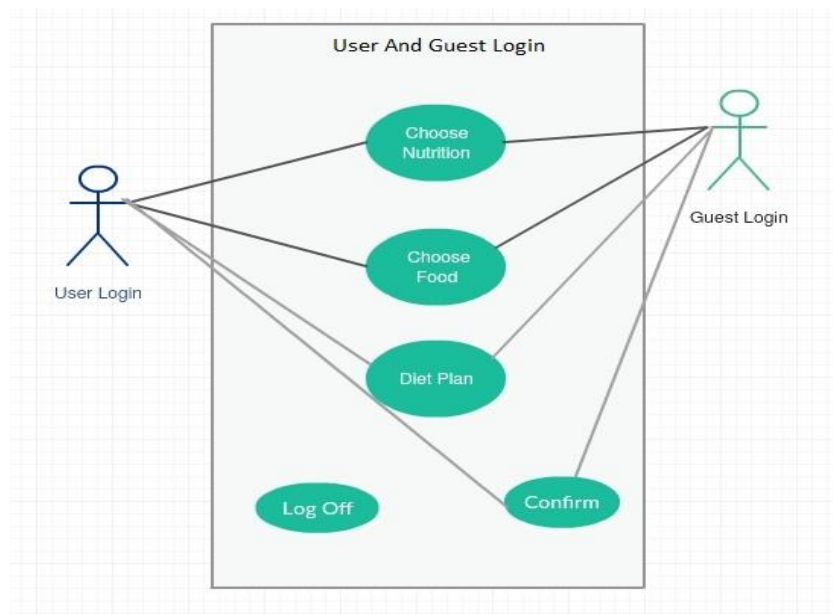 User And Guest Login
Choose
Nutrition
Guest Login
Choose
Food
User Login
Diet Plan
Log Off
Confirm